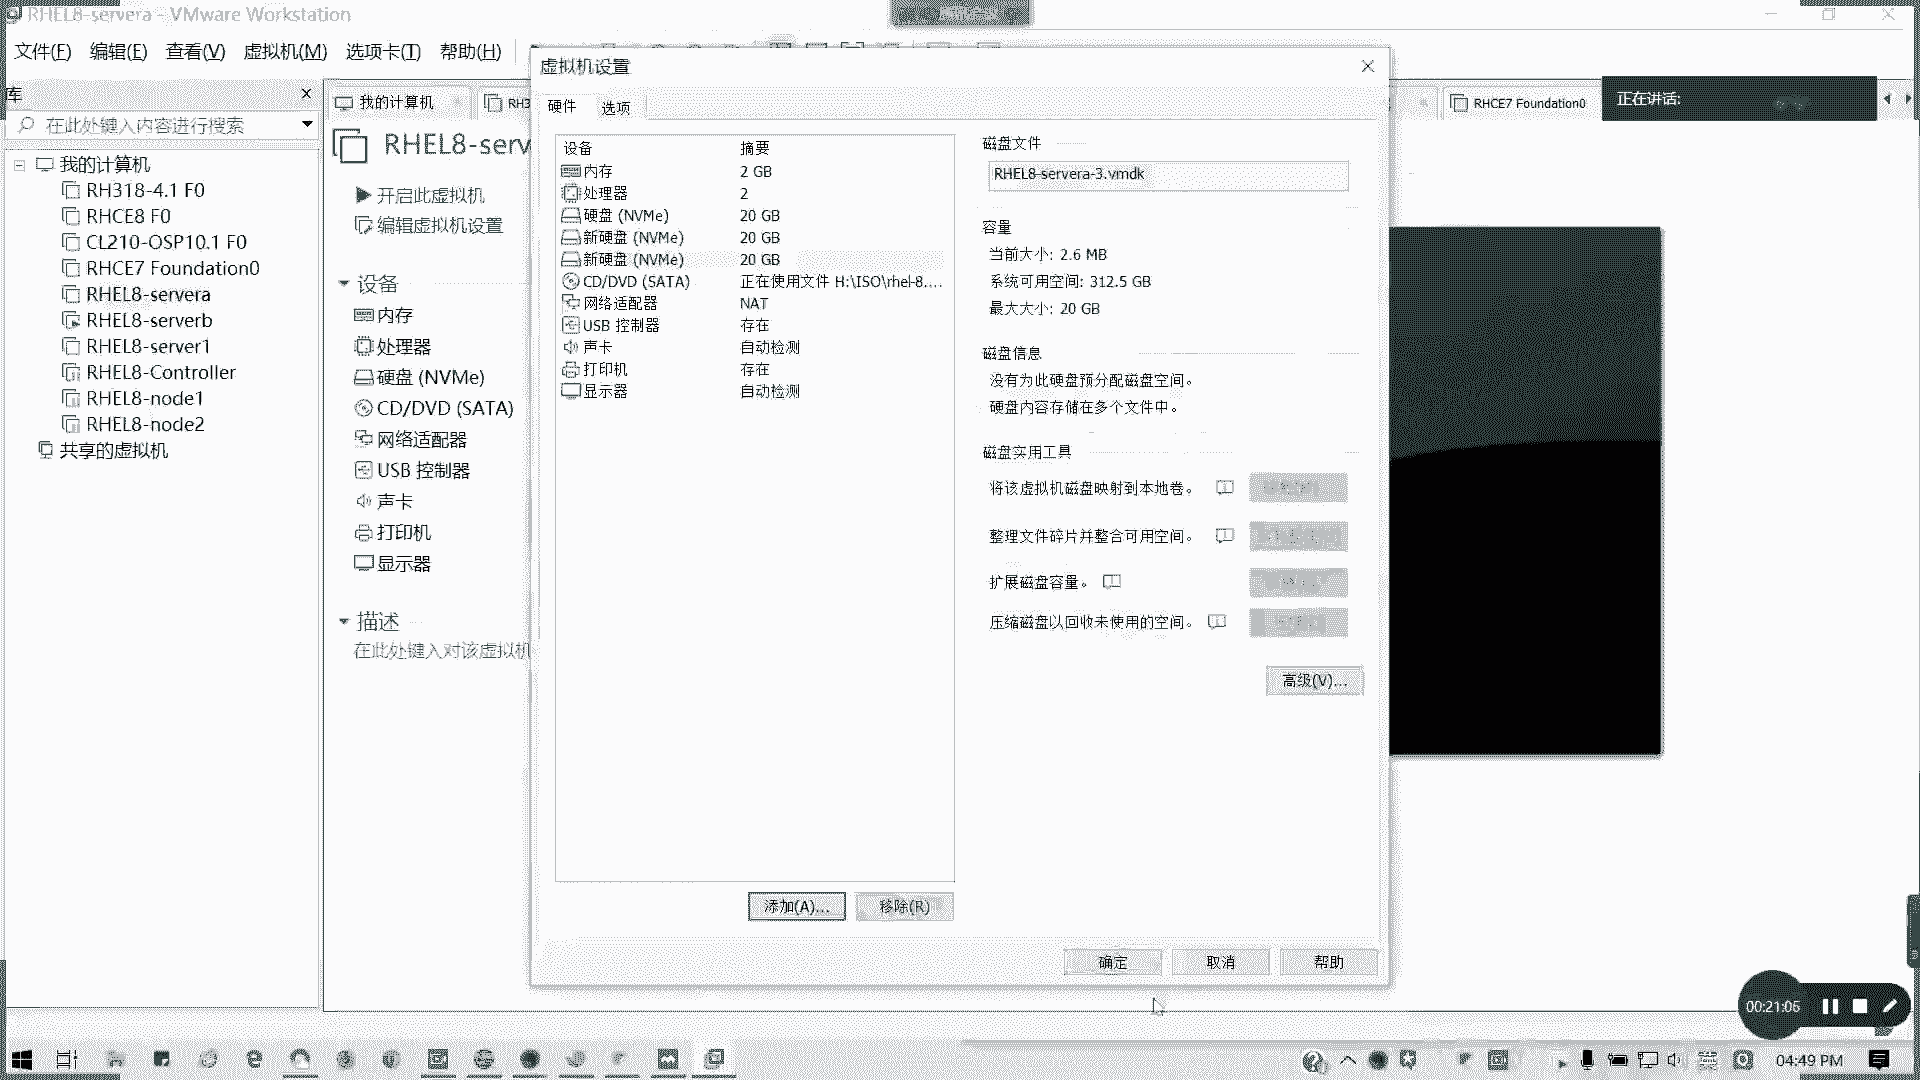 RHEL8-servera - VMware Workstation
文件(F) 编辑(E) 查看(V) 虚拟机(M) 选项卡(T) 帮助(H)
库
在此处键入内容进行搜索
我的计算机
RH318-4.1 F0
RHCE8 F0
CL210-OSP10.1 F0
RHCE7 Foundation0
RHEL8-servera
RHEL8-serverb
RHEL8-server1
RHEL8-Controller
RHEL8-node1
RHEL8-node2
共享的虚拟机
我的计算机
RH3
RHCE7 Foundation0
正在讲话:
RHEL8-serv
开启此虚拟机
编辑虚拟机设置
设备
内存
处理器
硬盘 (NVMe)
CD/DVD (SATA)
网络适配器
USB 控制器
声卡
打印机
显示器
描述
在此处键入对该虚拟机
虚拟机设置
硬件 选项
设备 摘要
内存 2 GB
处理器 2
硬盘 (NVMe) 20 GB
新硬盘 (NVMe) 20 GB
新硬盘 (NVMe) 20 GB
CD/DVD (SATA) 正在使用文件 H:\ISO\rhel-8....
网络适配器 NAT
USB 控制器 存在
声卡 自动检测
打印机 存在
显示器 自动检测
添加(A)... 移除(R)
磁盘文件
RHEL8-servera-3.vmdk
容量
当前大小: 2.6 MB
系统可用空间: 312.5 GB
最大大小: 20 GB
磁盘信息
没有为此硬盘预分配磁盘空间。
硬盘内容存储在多个文件中。
磁盘实用工具
将该虚拟机磁盘映射到本地卷。
整理文件碎片并整合可用空间。
扩展磁盘容量。
压缩磁盘以回收未使用的空间。
高级(V)...
确定 取消 帮助
00:21:05
英
04:49 PM